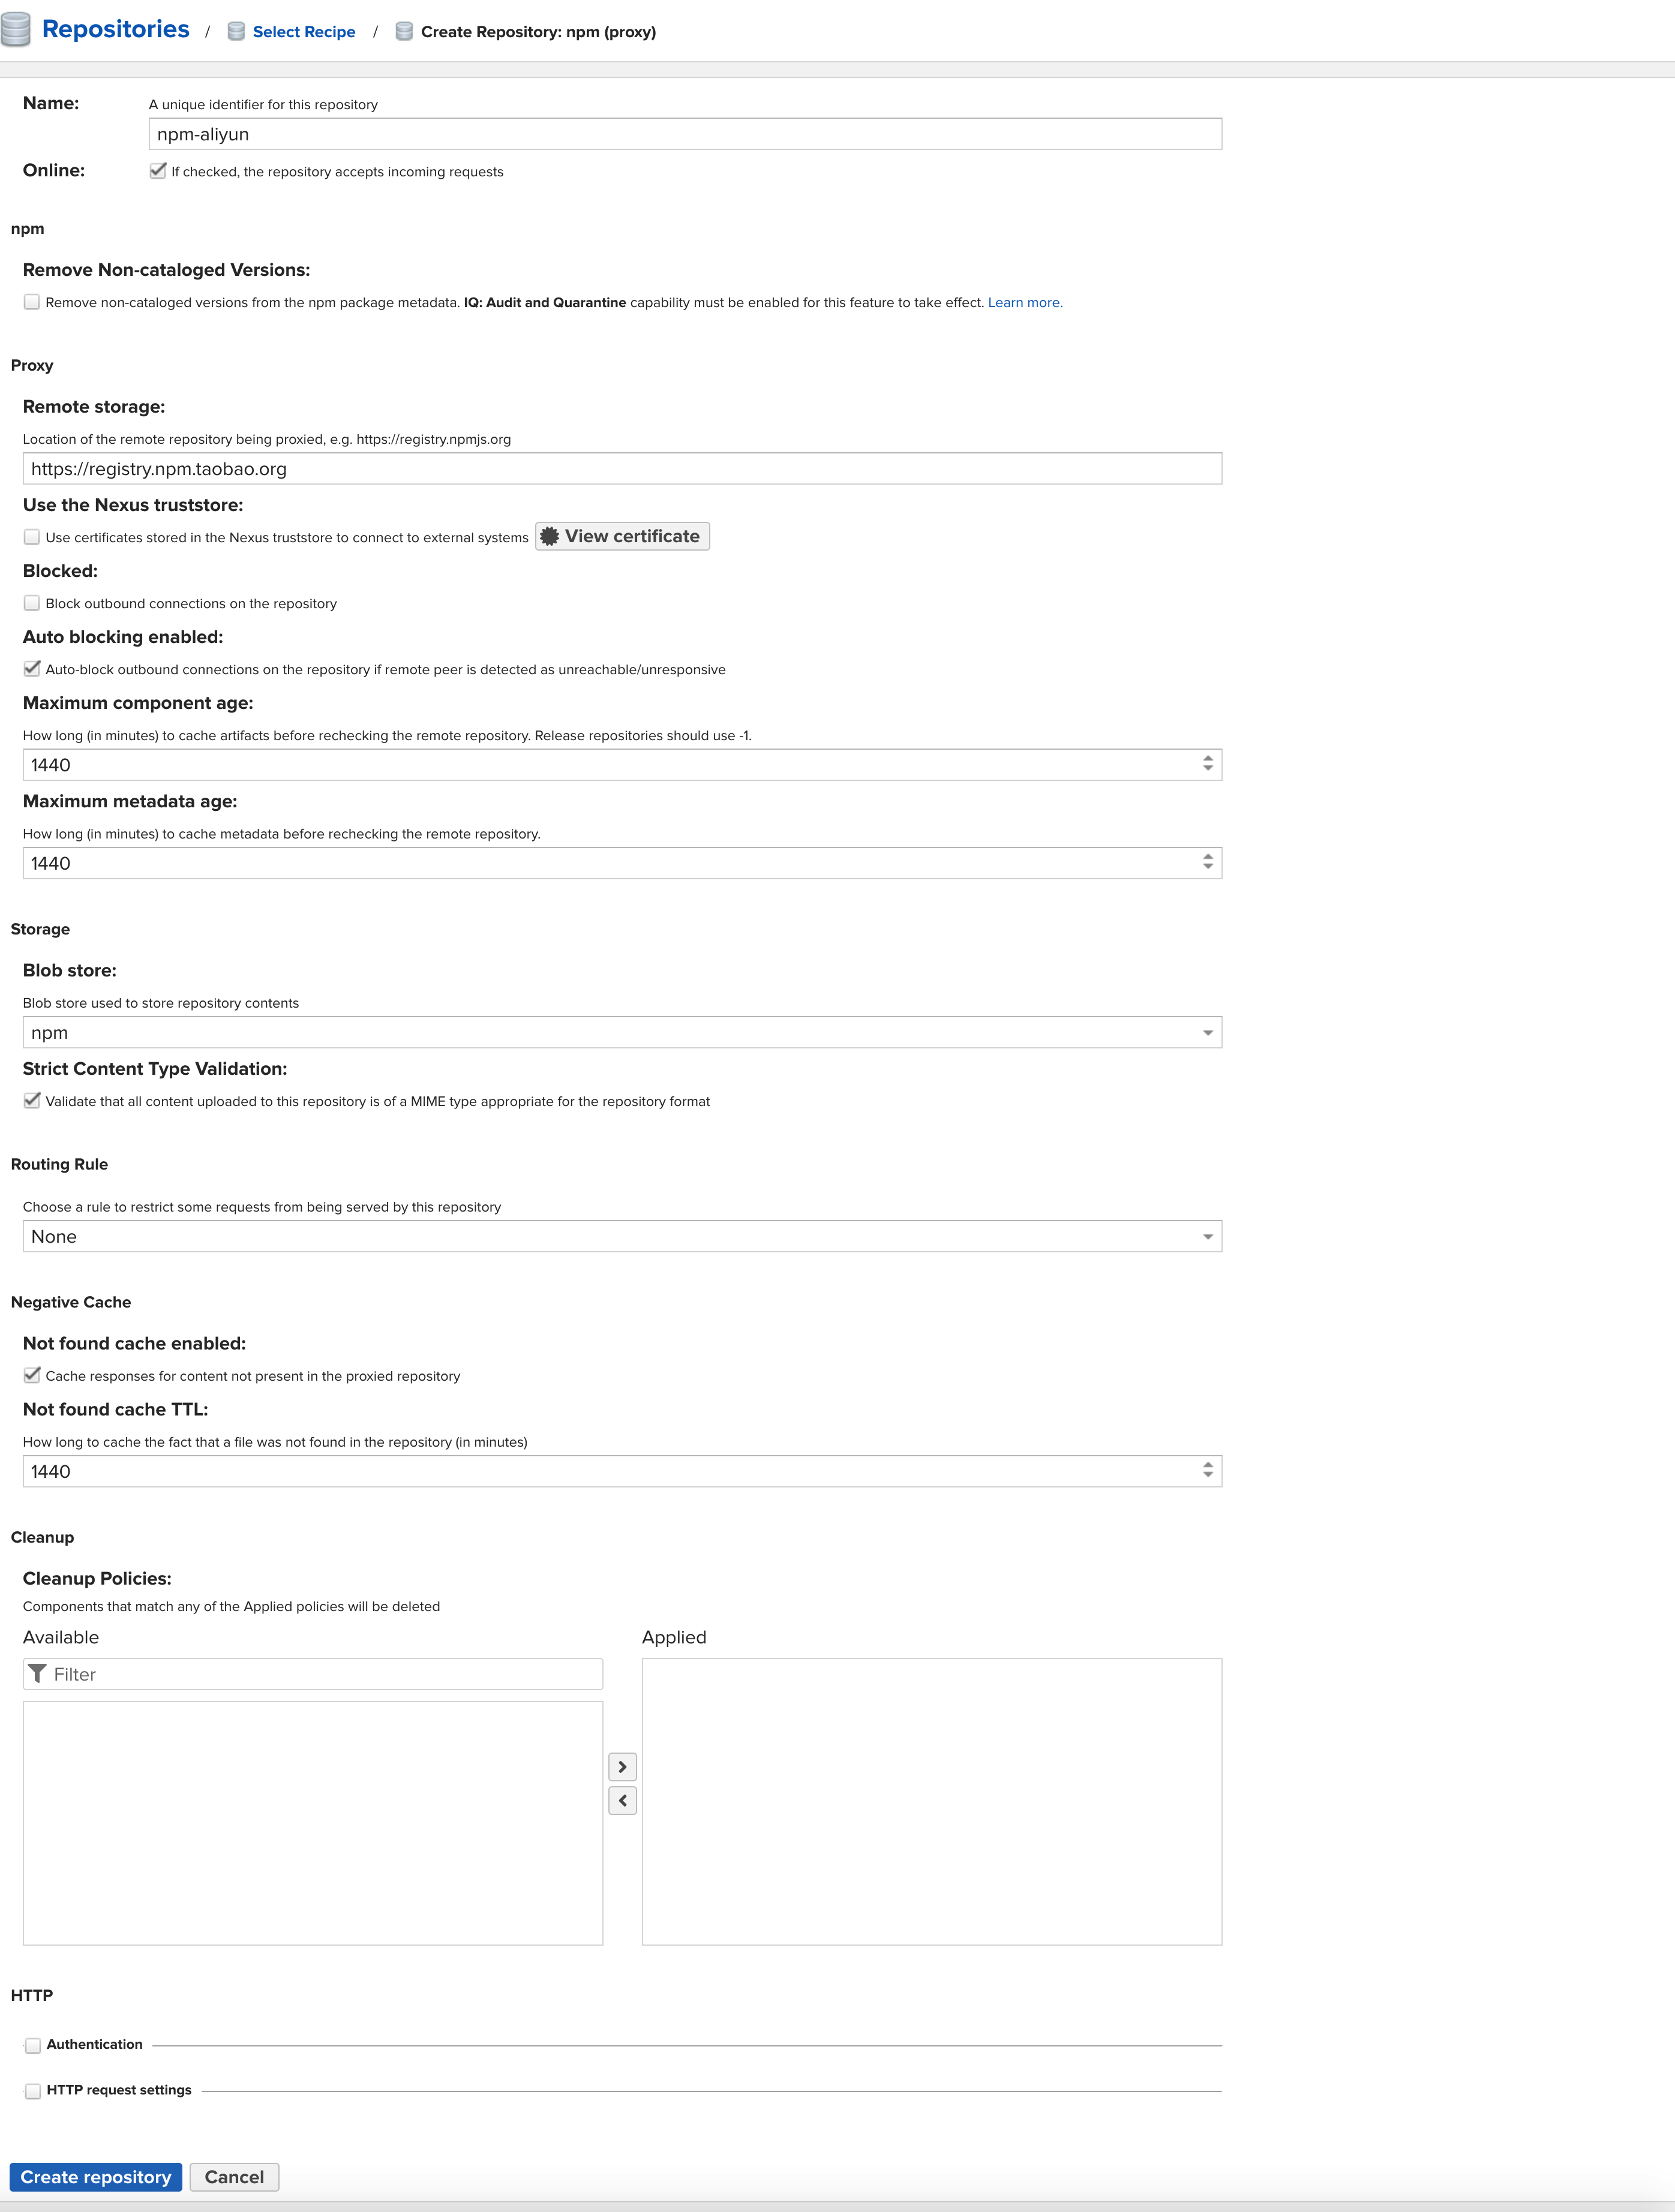 Repositories / Select Recipe / Create Repository: npm (proxy)
Name: A unique identifier for this repository
npm-aliyun
Online: If checked, the repository accepts incoming requests
npm
Remove Non-cataloged Versions:
Remove non-cataloged versions from the npm package metadata. IQ: Audit and Quarantine capability must be enabled for this feature to take effect. Learn more.
Proxy
Remote storage:
Location of the remote repository being proxied, e.g. https://registry.npmjs.org
https://registry.npm.taobao.org
Use the Nexus truststore:
Use certificates stored in the Nexus truststore to connect to external systems View certificate
Blocked:
Block outbound connections on the repository
Auto blocking enabled:
Auto-block outbound connections on the repository if remote peer is detected as unreachable/unresponsive
Maximum component age:
How long (in minutes) to cache artifacts before rechecking the remote repository. Release repositories should use -1.
1440
Maximum metadata age:
How long (in minutes) to cache metadata before rechecking the remote repository.
1440
Storage
Blob store:
Blob store used to store repository contents
npm
Strict Content Type Validation:
Validate that all content uploaded to this repository is of a MIME type appropriate for the repository format
Routing Rule
Choose a rule to restrict some requests from being served by this repository
None
Negative Cache
Not found cache enabled:
Cache responses for content not present in the proxied repository
Not found cache TTL:
How long to cache the fact that a file was not found in the repository (in minutes)
1440
Cleanup
Cleanup Policies:
Components that match any of the Applied policies will be deleted
Available Applied
Filter
HTTP
Authentication
HTTP request settings
Create repository Cancel